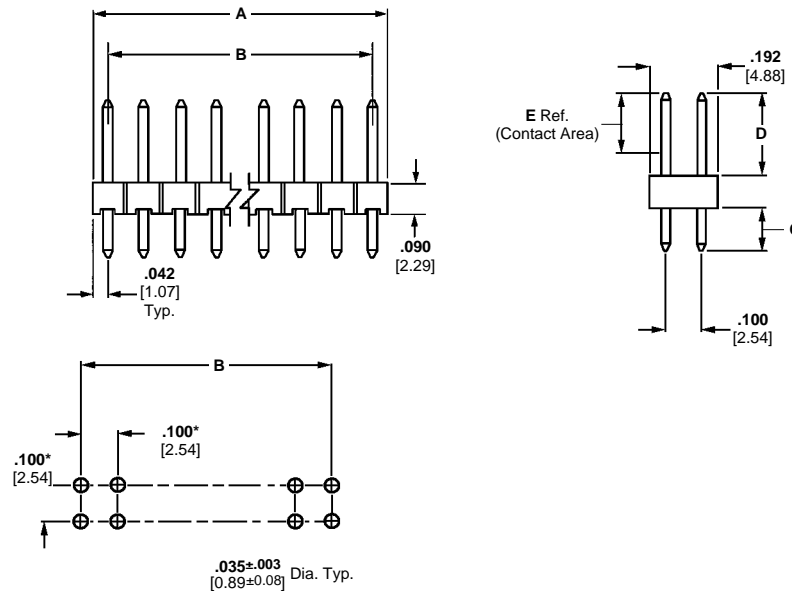 A
B
.192
[4.88]
E Ref.
(Contact Area)
D
.090
[2.29]
.042
[1.07]
Typ.
.100
[2.54]
B
.100*
[2.54]
.100*
[2.54]
.035±.003
[0.89±0.08] Dia. Typ.